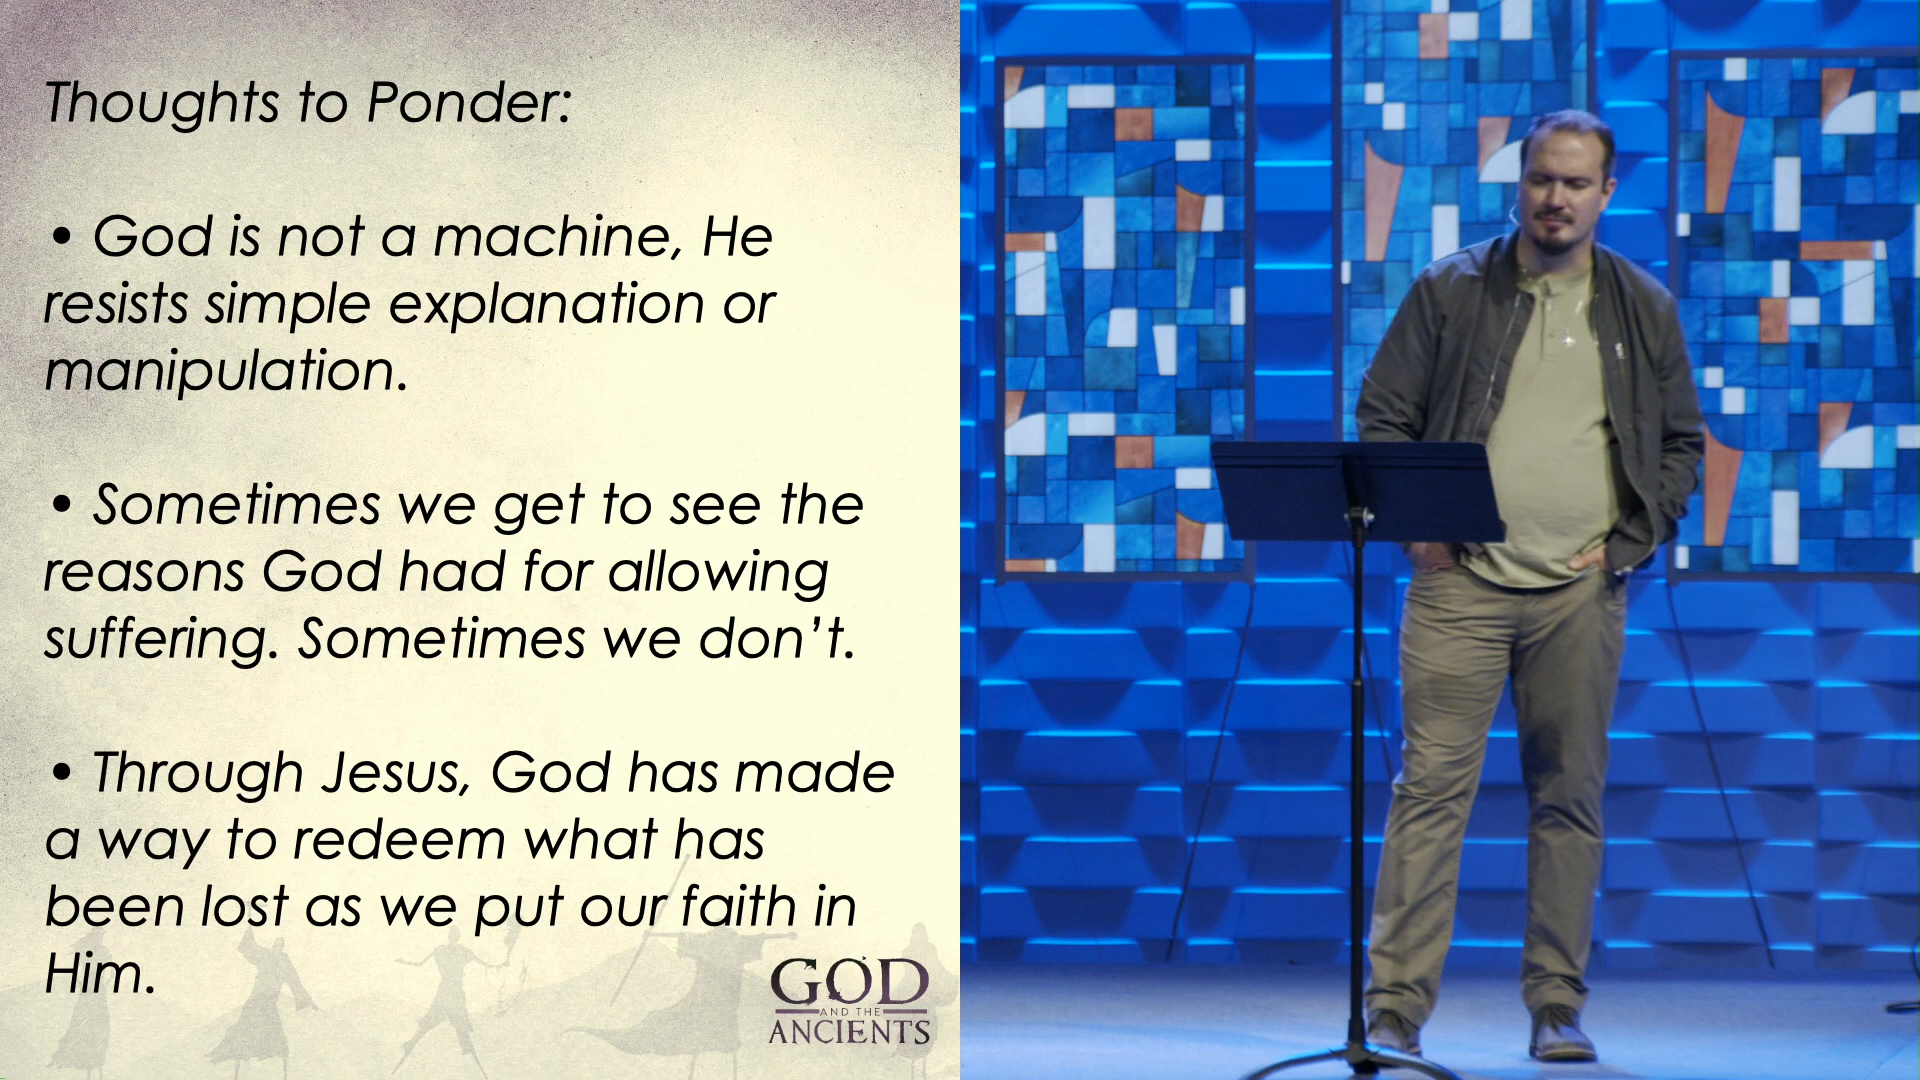 Thoughts to Ponder:
• God is not a machine, He
resists simple explanation or
manipulation.
• Sometimes we get to see the
reasons God had for allowing
suffering. Sometimes we don’t.
• Through Jesus, God has made
a way to redeem what has
been lost as we put our faith in
Him.
GOD
AND THE
ANCIENTS